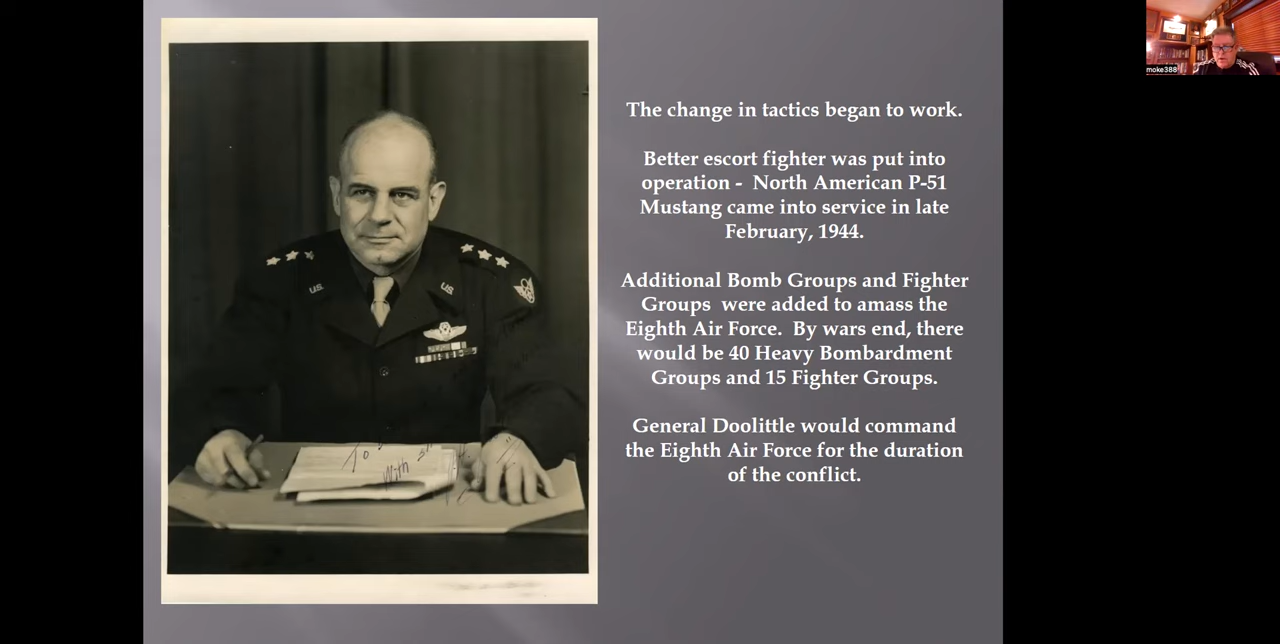 The change in tactics began to work.
Better escort fighter was put into
operation - North American P-51
Mustang came into service in late
February, 1944.
Additional Bomb Groups and Fighter
Groups were added to amass the
Eighth Air Force. By wars end, there
would be 40 Heavy Bombardment
Groups and 15 Fighter Groups.
General Doolittle would command
the Eighth Air Force for the duration
of the conflict.
U.S.
U.S.
To
With
moke388